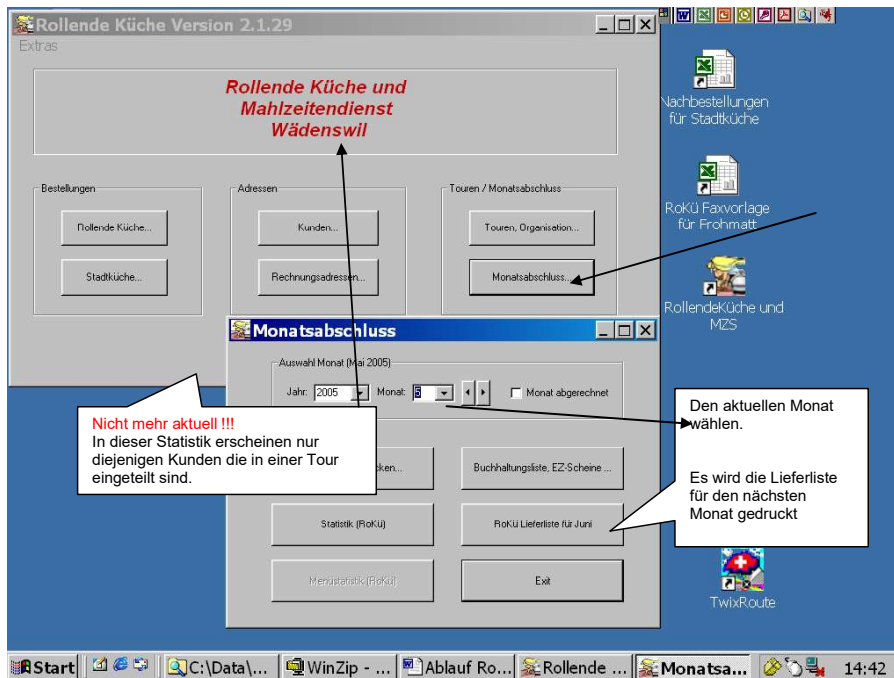 Rollende Küche Version 2.1.29
Extras
Rollende Küche und
Mahlzeitendienst
Wädenswil
Bestellungen
Rollende Küche...
Stadtküche...
Adressen
Kunden...
Rechnungsadressen...
Touren / Monatsabschluss
Touren, Organisation...
Monatsabschluss...
Nachbestellungen
für Stadtküche
RoKü Faxvorlage
für Frohmatt
RollendeKüche und
MZS
TwixRoute
Monatsabschluss
Auswahl Monat (Mai 2005)
Jahr: 2005 Monat: 5 Monat abgerechnet
Nicht mehr aktuell !!!
In dieser Statistik erscheinen nur
diejenigen Kunden die in einer Tour
eingeteilt sind.
Den aktuellen Monat
wählen.
Es wird die Lieferliste
für den nächsten
Monat gedruckt
cken...
Buchhaltungsliste, EZ-Scheine ...
Statistik (RoKü)
RoKü Lieferliste für Juni
Menüstatistik (RoKü)
Exit
Start C:\Data\... WinZip - ... Ablauf Ro... Rollende ... Monatsa... 14:42